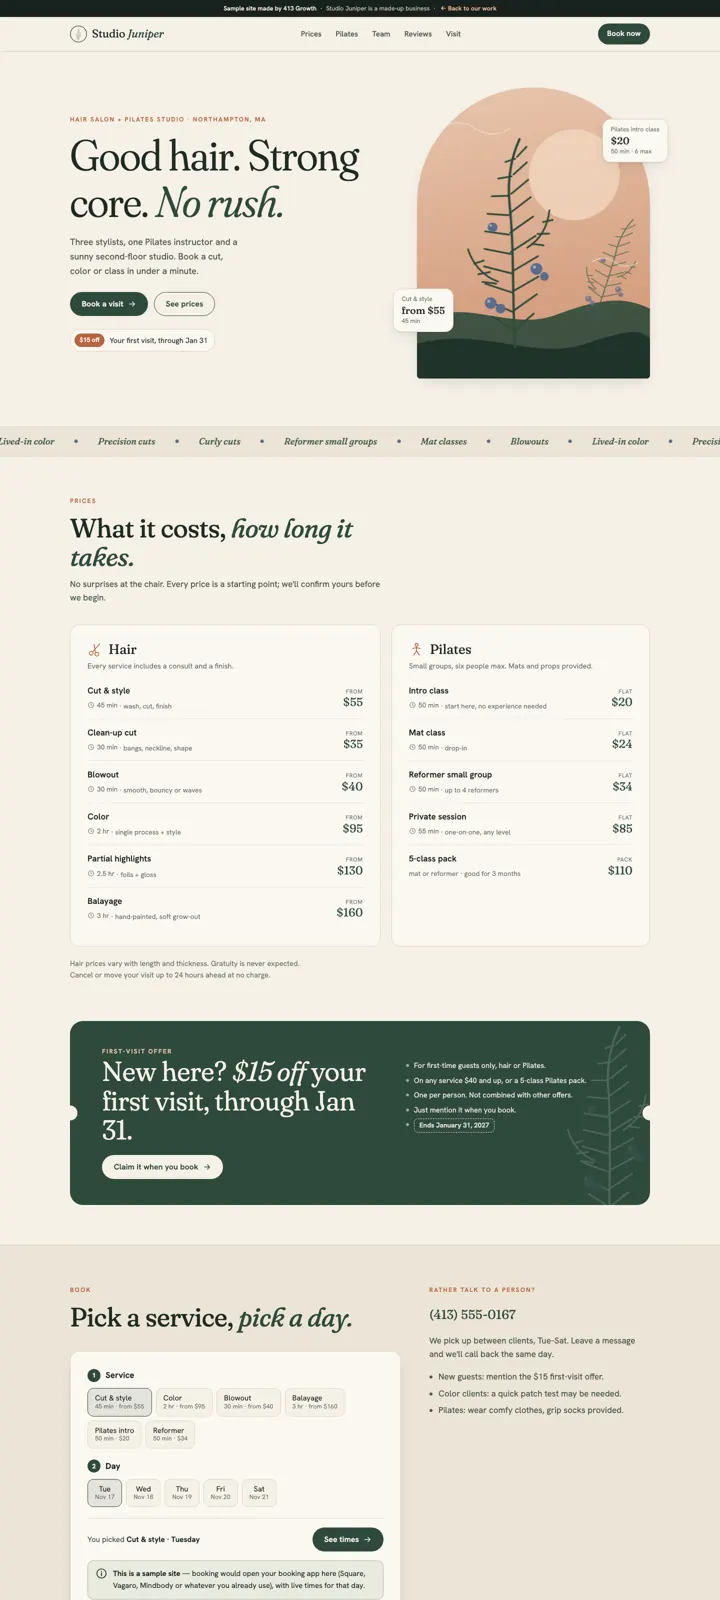 Sample site made by 413 Growth · Studio Juniper is a made-up business · ← Back to our work
Studio Juniper
Prices Pilates Team Reviews Visit
Book now
HAIR SALON + PILATES STUDIO · NORTHAMPTON, MA
Good hair. Strong
core. No rush.
Three stylists, one Pilates instructor and a
sunny second-floor studio. Book a cut,
color or class in under a minute.
Book a visit →
See prices
$15 off Your first visit, through Jan 31
Pilates intro class
$20
50 min · 6 max
Cut & style
from $55
45 min
Lived-in color • Precision cuts • Curly cuts • Reformer small groups • Mat classes • Blowouts • Lived-in color • Precisi
PRICES
What it costs, how long it
takes.
No surprises at the chair. Every price is a starting point; we'll confirm yours before
we begin.
Hair
Every service includes a consult and a finish.
Cut & style
45 min · wash, cut, finish
FROM
$55
Clean-up cut
30 min · bangs, neckline, shape
FROM
$35
Blowout
30 min · smooth, bouncy or waves
FROM
$40
Color
2 hr · single process + style
FROM
$95
Partial highlights
2.5 hr · foils + gloss
FROM
$130
Balayage
3 hr · hand-painted, soft grow-out
FROM
$160
Pilates
Small groups, six people max. Mats and props provided.
Intro class
50 min · start here, no experience needed
FLAT
$20
Mat class
50 min · drop-in
FLAT
$24
Reformer small group
50 min · up to 4 reformers
FLAT
$34
Private session
55 min · one-on-one, any level
FLAT
$85
5-class pack
mat or reformer · good for 3 months
PACK
$110
Hair prices vary with length and thickness. Gratuity is never expected.
Cancel or move your visit up to 24 hours ahead at no charge.
FIRST-VISIT OFFER
New here? $15 off your
first visit, through Jan
31.
Claim it when you book →
• For first-time guests only, hair or Pilates.
• On any service $40 and up, or a 5-class Pilates pack.
• One per person. Not combined with other offers.
• Just mention it when you book.
• Ends January 31, 2027
BOOK
Pick a service, pick a day.
1 Service
Cut & style
45 min · from $55
Color
2 hr · from $95
Blowout
30 min · from $40
Balayage
3 hr · from $160
Pilates intro
50 min · $20
Reformer
50 min · $34
2 Day
Tue
Nov 17
Wed
Nov 18
Thu
Nov 19
Fri
Nov 20
Sat
Nov 21
You picked Cut & style · Tuesday
See times →
This is a sample site — booking would open your booking app here (Square,
Vagaro, Mindbody or whatever you already use), with live times for that day.
RATHER TALK TO A PERSON?
(413) 555-0167
We pick up between clients, Tue–Sat. Leave a message
and we'll call back the same day.
• New guests: mention the $15 first-visit offer.
• Color clients: a quick patch test may be needed.
• Pilates: wear comfy clothes, grip socks provided.